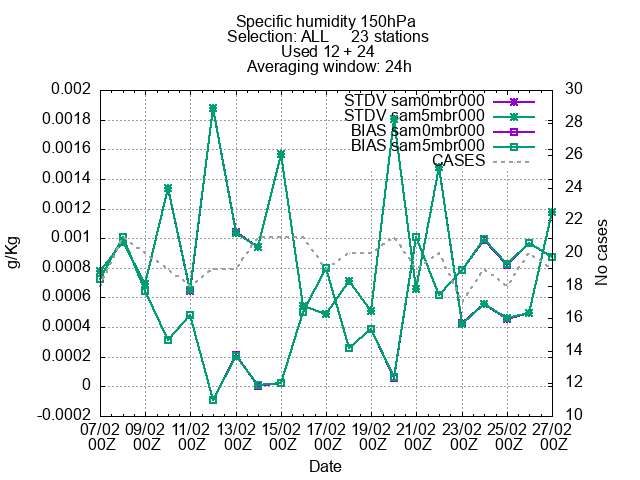 Specific humidity 150hPa
Selection: ALL 23 stations
Used 12 + 24
Averaging window: 24h
STDV sam0mbr000
STDV sam5mbr000
BIAS sam0mbr000
BIAS sam5mbr000
CASES
g/Kg
0.002
0.0018
0.0016
0.0014
0.0012
0.001
0.0008
0.0006
0.0004
0.0002
0
-0.0002
No cases
30
28
26
24
22
20
18
16
14
12
10
07/02 09/02 11/02 13/02 15/02 17/02 19/02 21/02 23/02 25/02 27/02
00Z 00Z 00Z 00Z 00Z 00Z 00Z 00Z 00Z 00Z 00Z
Date